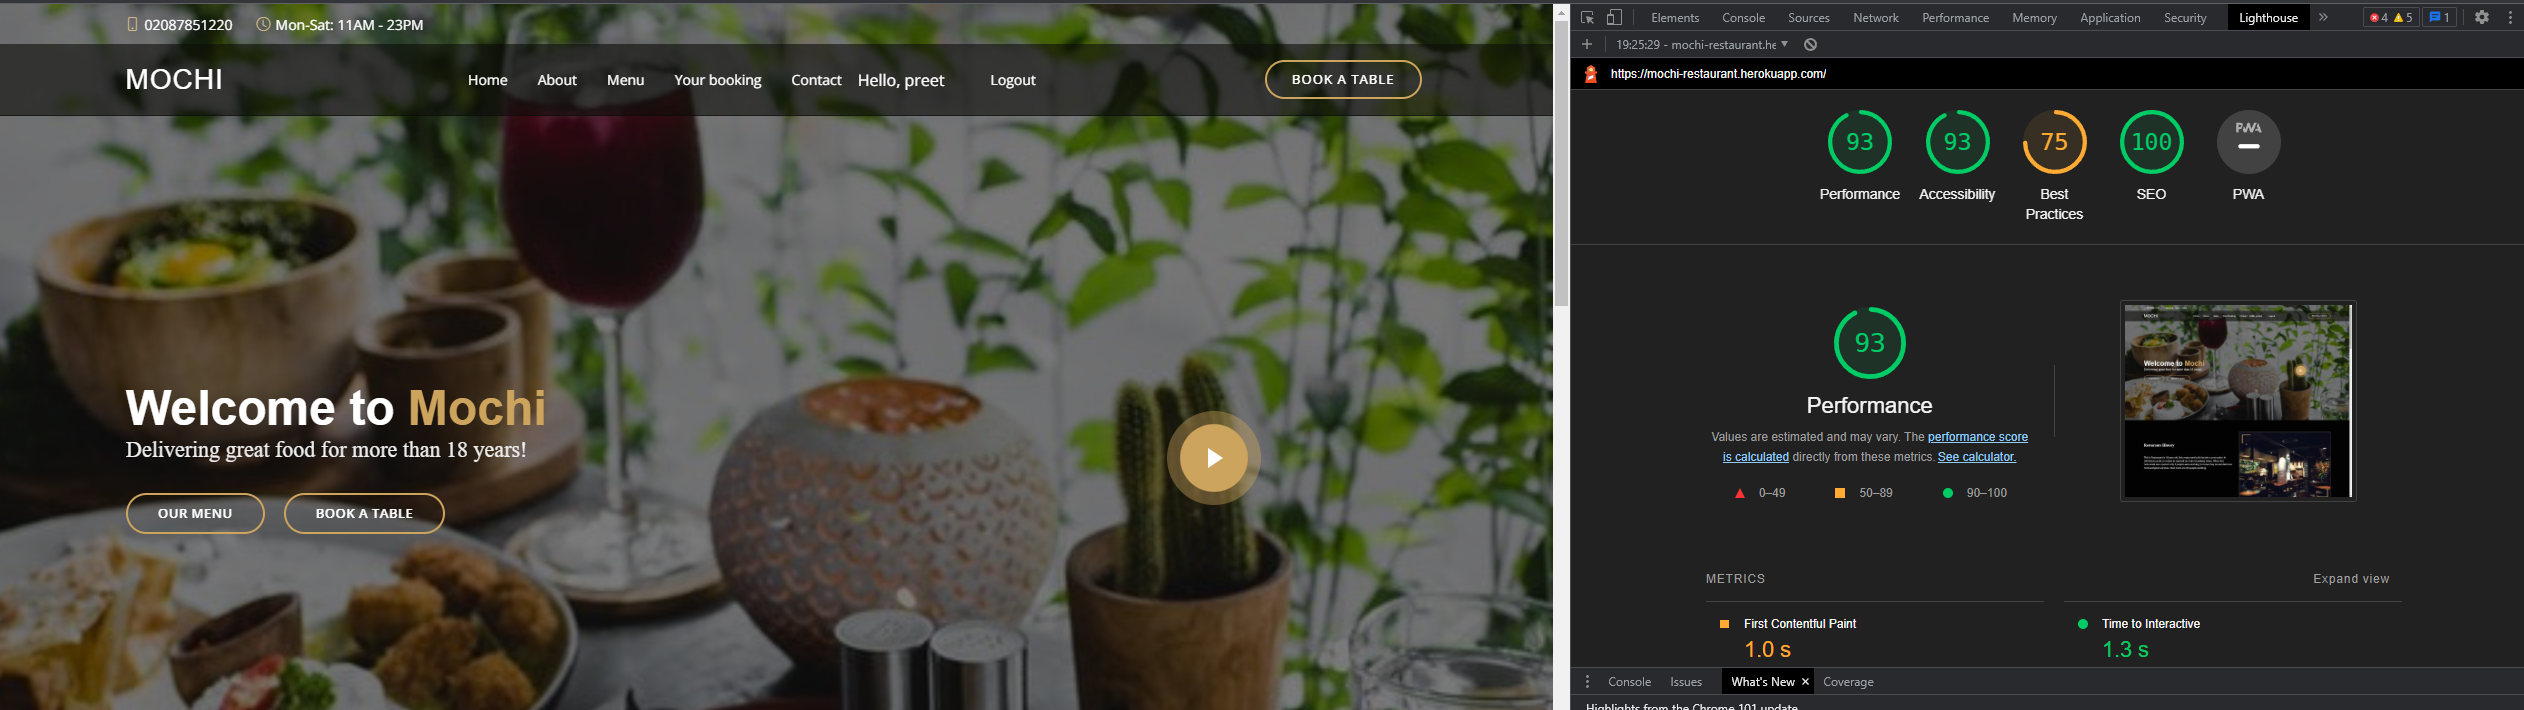 02087851220 Mon-Sat: 11AM - 23PM
MOCHI Home About Menu Your booking Contact Hello, preet Logout BOOK A TABLE
Welcome to Mochi
Delivering great food for more than 18 years!
OUR MENU BOOK A TABLE
Elements Console Sources Network Performance Memory Application Security Lighthouse » 4 5 1
+ 19:25:29 - mochi-restaurant.he
https://mochi-restaurant.herokuapp.com/
93 93 75 100 PWA
Performance Accessibility Best Practices SEO PWA
93
Performance
Values are estimated and may vary. The performance score
is calculated directly from these metrics. See calculator.
0–49 50–89 90–100
METRICS Expand view
First Contentful Paint Time to Interactive
1.0 s 1.3 s
Console Issues What's New × Coverage
Highlights from the Chrome 101 update